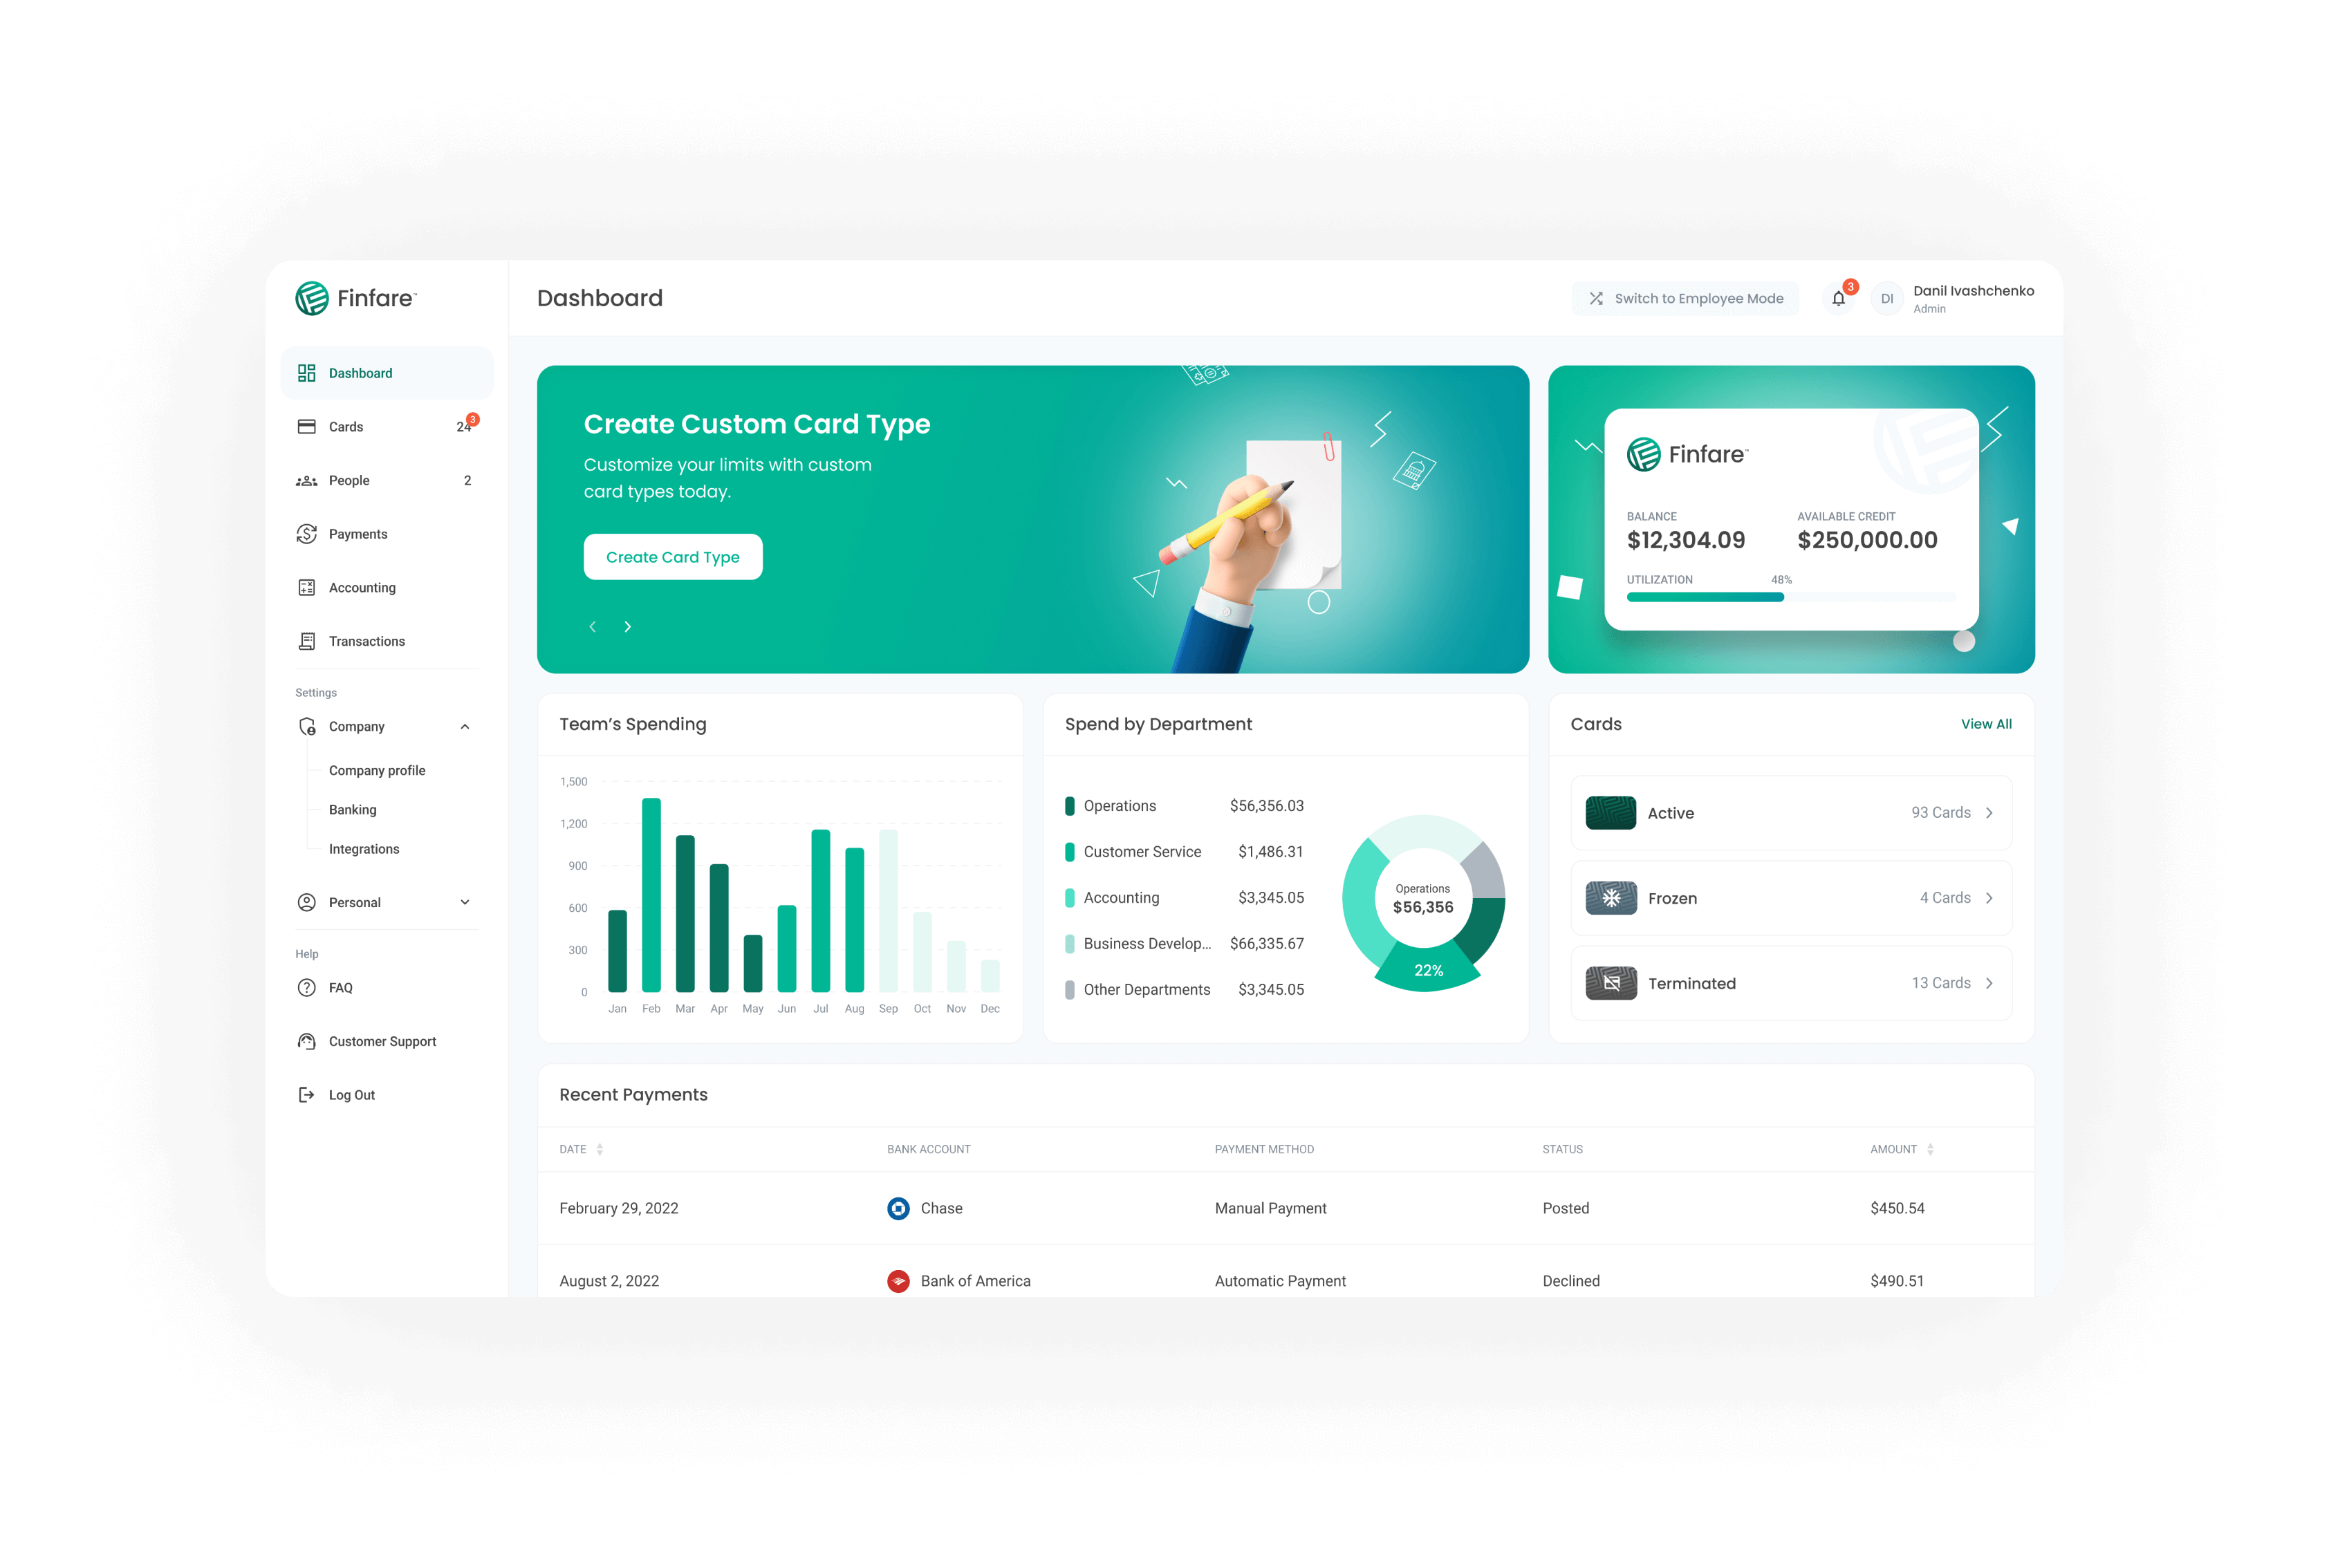 Finfare™
Dashboard
Cards 24 3
People 2
Payments
Accounting
Transactions
Settings
Company
Company profile
Banking
Integrations
Personal
Help
FAQ
Customer Support
Log Out
Dashboard
Switch to Employee Mode
3
DI
Danil Ivashchenko
Admin
Create Custom Card Type
Customize your limits with custom
card types today.
Create Card Type
Finfare™
BALANCE AVAILABLE CREDIT
$12,304.09 $250,000.00
UTILIZATION 48%
Team’s Spending
1,500
1,200
900
600
300
0
Jan Feb Mar Apr May Jun Jul Aug Sep Oct Nov Dec
Spend by Department
Operations $56,356.03
Customer Service $1,486.31
Accounting $3,345.05
Business Develop... $66,335.67
Other Departments $3,345.05
Operations
$56,356
22%
Cards View All
Active 93 Cards
Frozen 4 Cards
Terminated 13 Cards
Recent Payments
DATE BANK ACCOUNT PAYMENT METHOD STATUS AMOUNT
February 29, 2022 Chase Manual Payment Posted $450.54
August 2, 2022 Bank of America Automatic Payment Declined $490.51